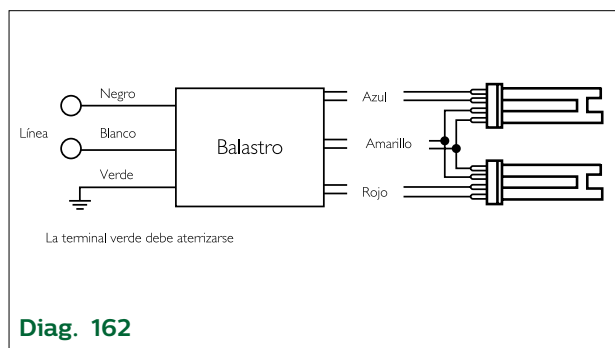 Negro
Azul
Línea
Blanco
Balastro
Amarillo
Verde
Rojo
La terminal verde debe aterrizarse
Diag. 162